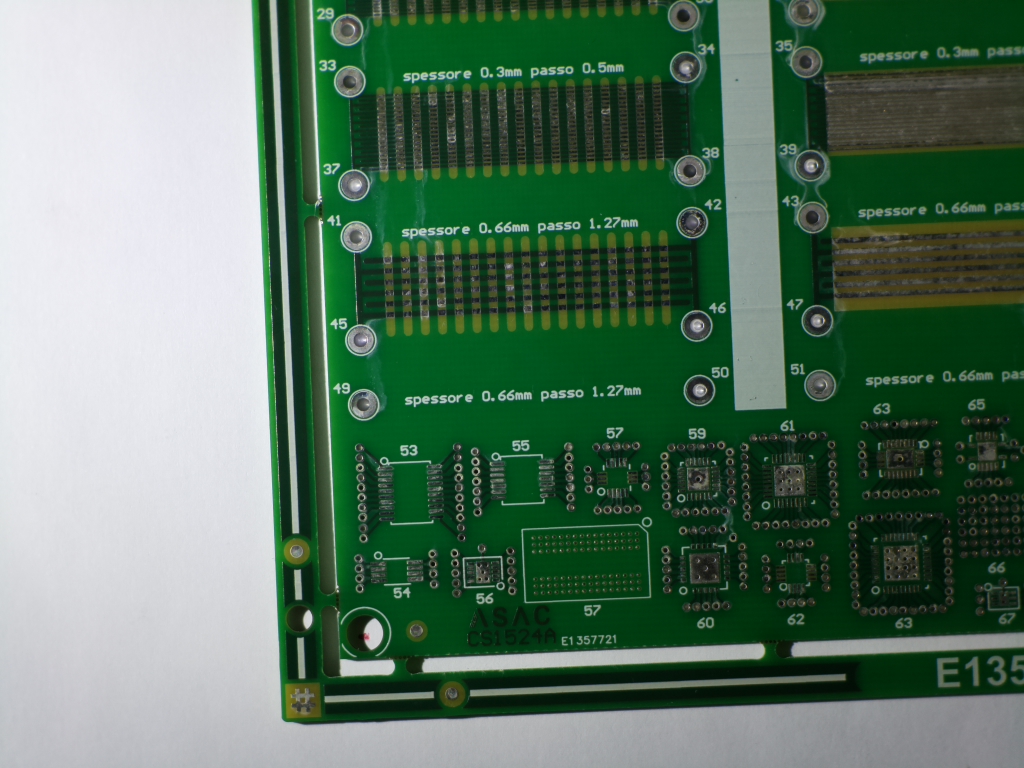 29
33 34 35
spessore 0.3mm passo 0.5mm
spessore 0.3mm
37 38 39
41 42 43
spessore 0.66mm passo 1.27mm
spessore 0.66mm
45 46 47
49 50 51
spessore 0.66mm passo 1.27mm
spessore 0.66mm
53 55 57 59 61 63 65
54 56 57 60 62 63 66 67
ASAC
CS1524A E1357721
E135